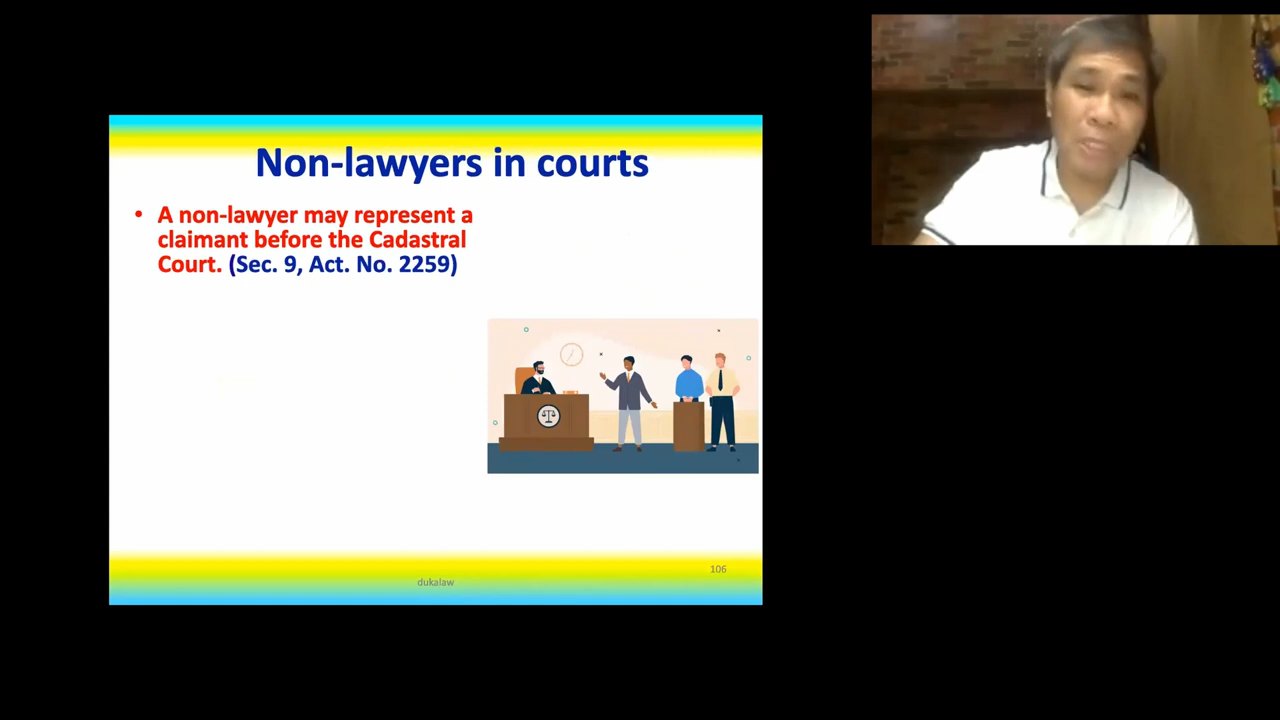 Non-lawyers in courts
• A non-lawyer may represent a
claimant before the Cadastral
Court. (Sec. 9, Act. No. 2259)
106
dukalaw